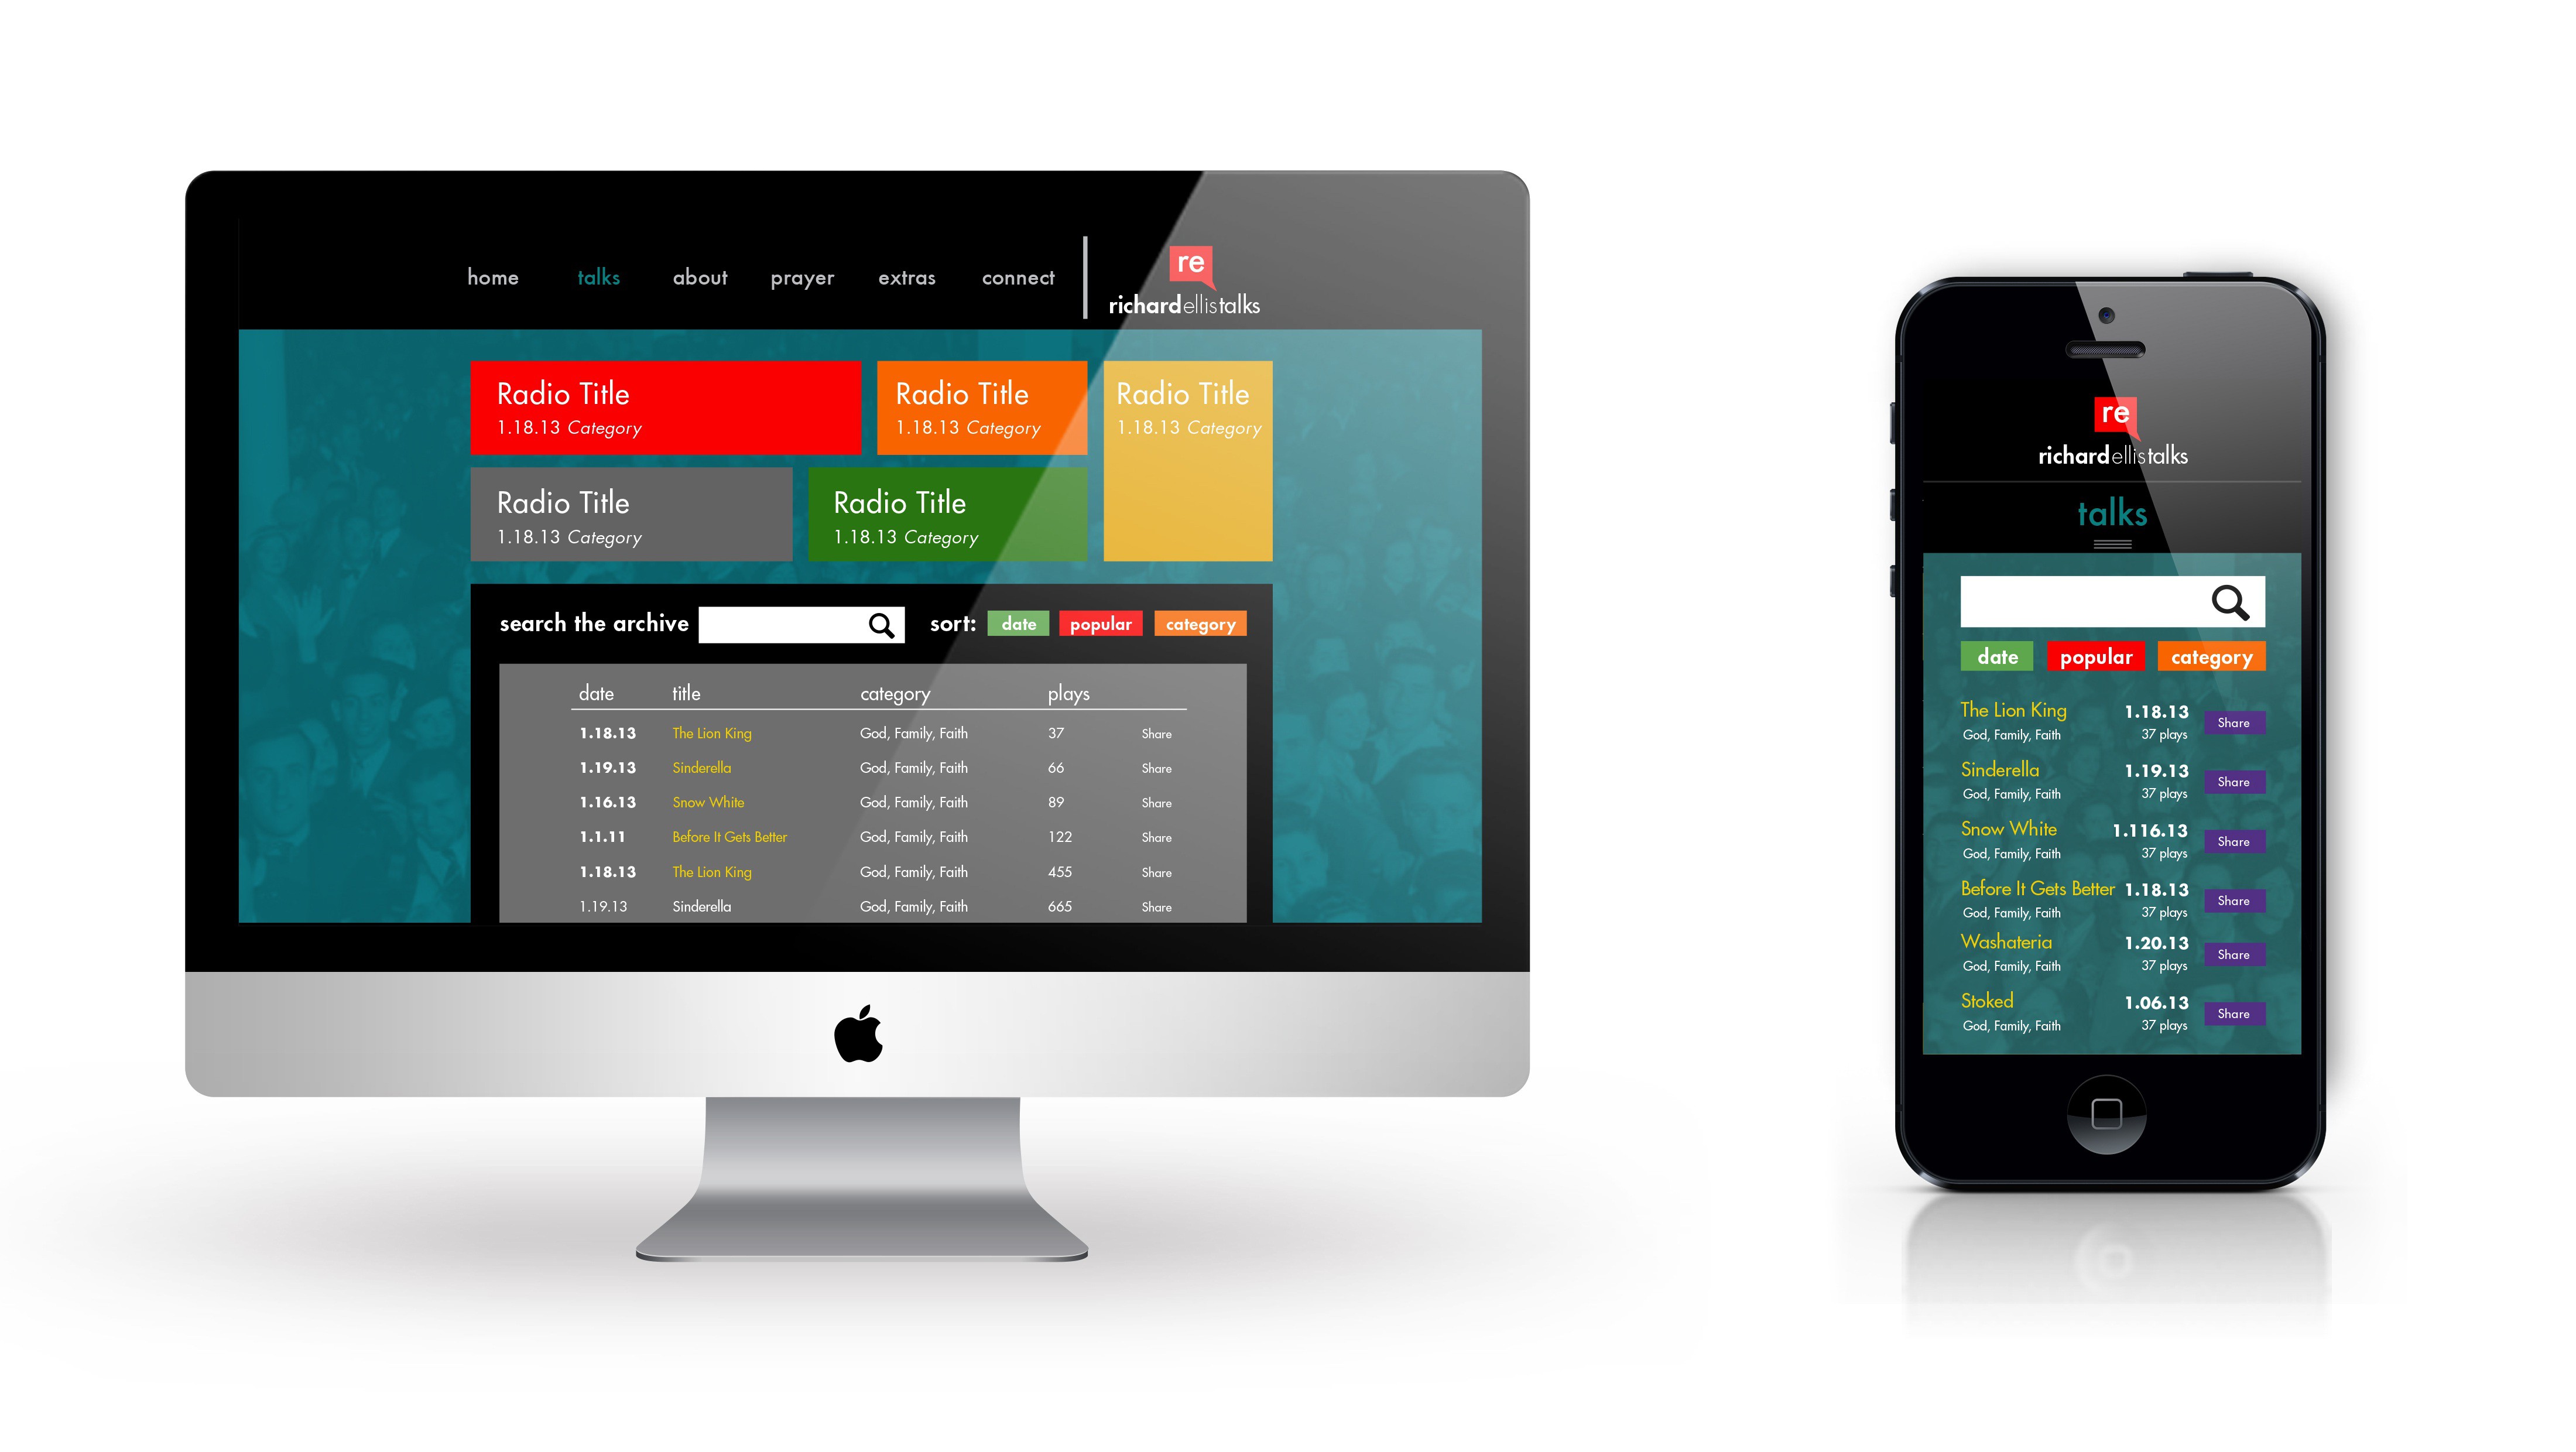 home talks about prayer extras connect
re
richardellistalks
Radio Title
1.18.13 Category
Radio Title
1.18.13 Category
Radio Title
1.18.13 Category
Radio Title
1.18.13 Category
Radio Title
1.18.13 Category
search the archive sort: date popular category
date title category plays
1.18.13 The Lion King God, Family, Faith 37 Share
1.19.13 Sinderella God, Family, Faith 66 Share
1.16.13 Snow White God, Family, Faith 89 Share
1.1.11 Before It Gets Better God, Family, Faith 122 Share
1.18.13 The Lion King God, Family, Faith 455 Share
1.19.13 Sinderella God, Family, Faith 665 Share
re
richardellistalks
talks
date popular category
The Lion King 1.18.13 Share
God, Family, Faith 37 plays
Sinderella 1.19.13 Share
God, Family, Faith 37 plays
Snow White 1.116.13 Share
God, Family, Faith 37 plays
Before It Gets Better 1.18.13 Share
God, Family, Faith 37 plays
Washateria 1.20.13 Share
God, Family, Faith 37 plays
Stoked 1.06.13 Share
God, Family, Faith 37 plays